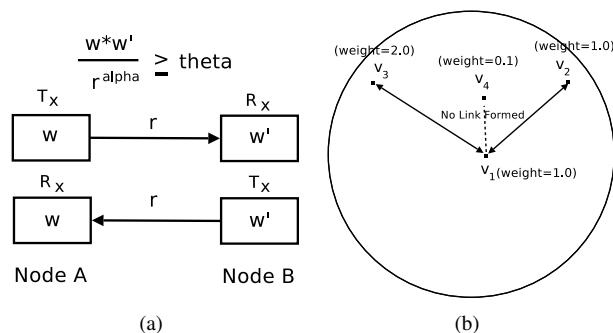 w*w'
r^alpha
≥ theta
Tx
Rx
w
r
w'
Rx
Tx
w
r
w'
Node A
Node B
(a)
(weight=2.0)
v3
(weight=0.1)
v4
(weight=1.0)
v2
No Link Formed
v1(weight=1.0)
(b)